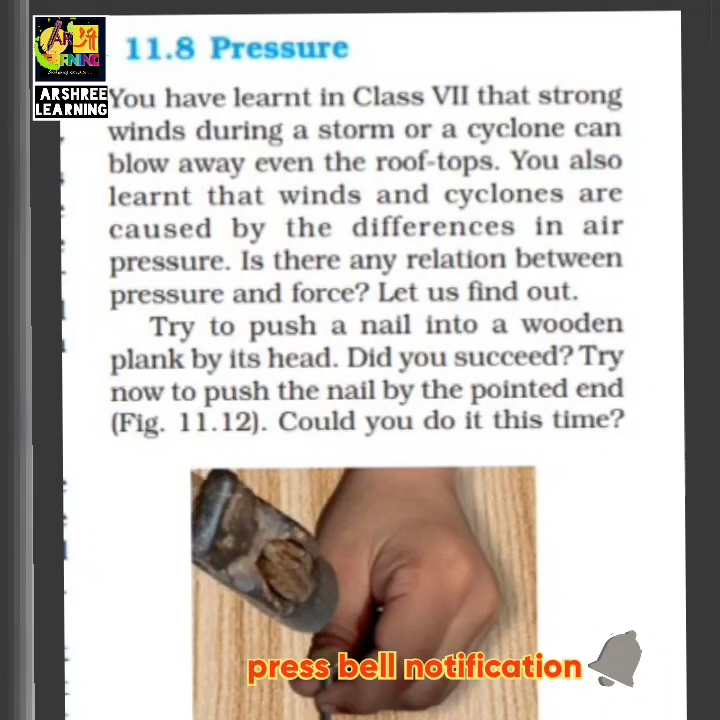 11.8 Pressure
ARSHREE
LEARNING
You have learnt in Class VII that strong
winds during a storm or a cyclone can
blow away even the roof-tops. You also
learnt that winds and cyclones are
caused by the differences in air
pressure. Is there any relation between
pressure and force? Let us find out.
Try to push a nail into a wooden
plank by its head. Did you succeed? Try
now to push the nail by the pointed end
(Fig. 11.12). Could you do it this time?
press bell notification